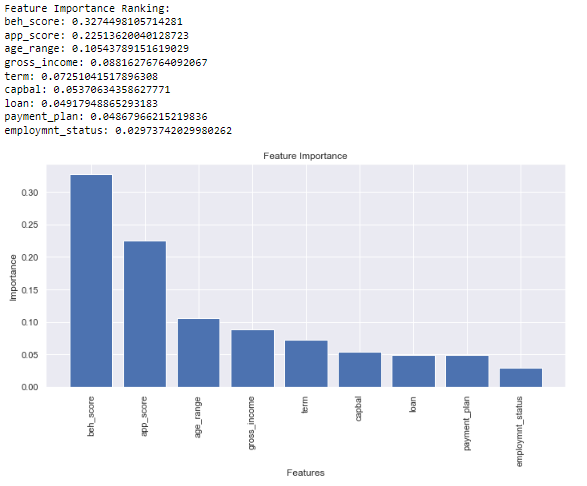 Feature Importance Ranking:
beh_score: 0.3274498105714281
app_score: 0.22513620040128723
age_range: 0.10543789151619029
gross_income: 0.08816276764092067
term: 0.07251041517896308
capbal: 0.05370634358627771
loan: 0.04917948865293183
payment_plan: 0.04867966215219836
employmnt_status: 0.02973742029980262
Feature Importance
0.30
0.25
0.20
0.15
0.10
0.05
0.00
Importance
beh_score
app_score
age_range
gross_income
term
capbal
loan
payment_plan
employmnt_status
Features